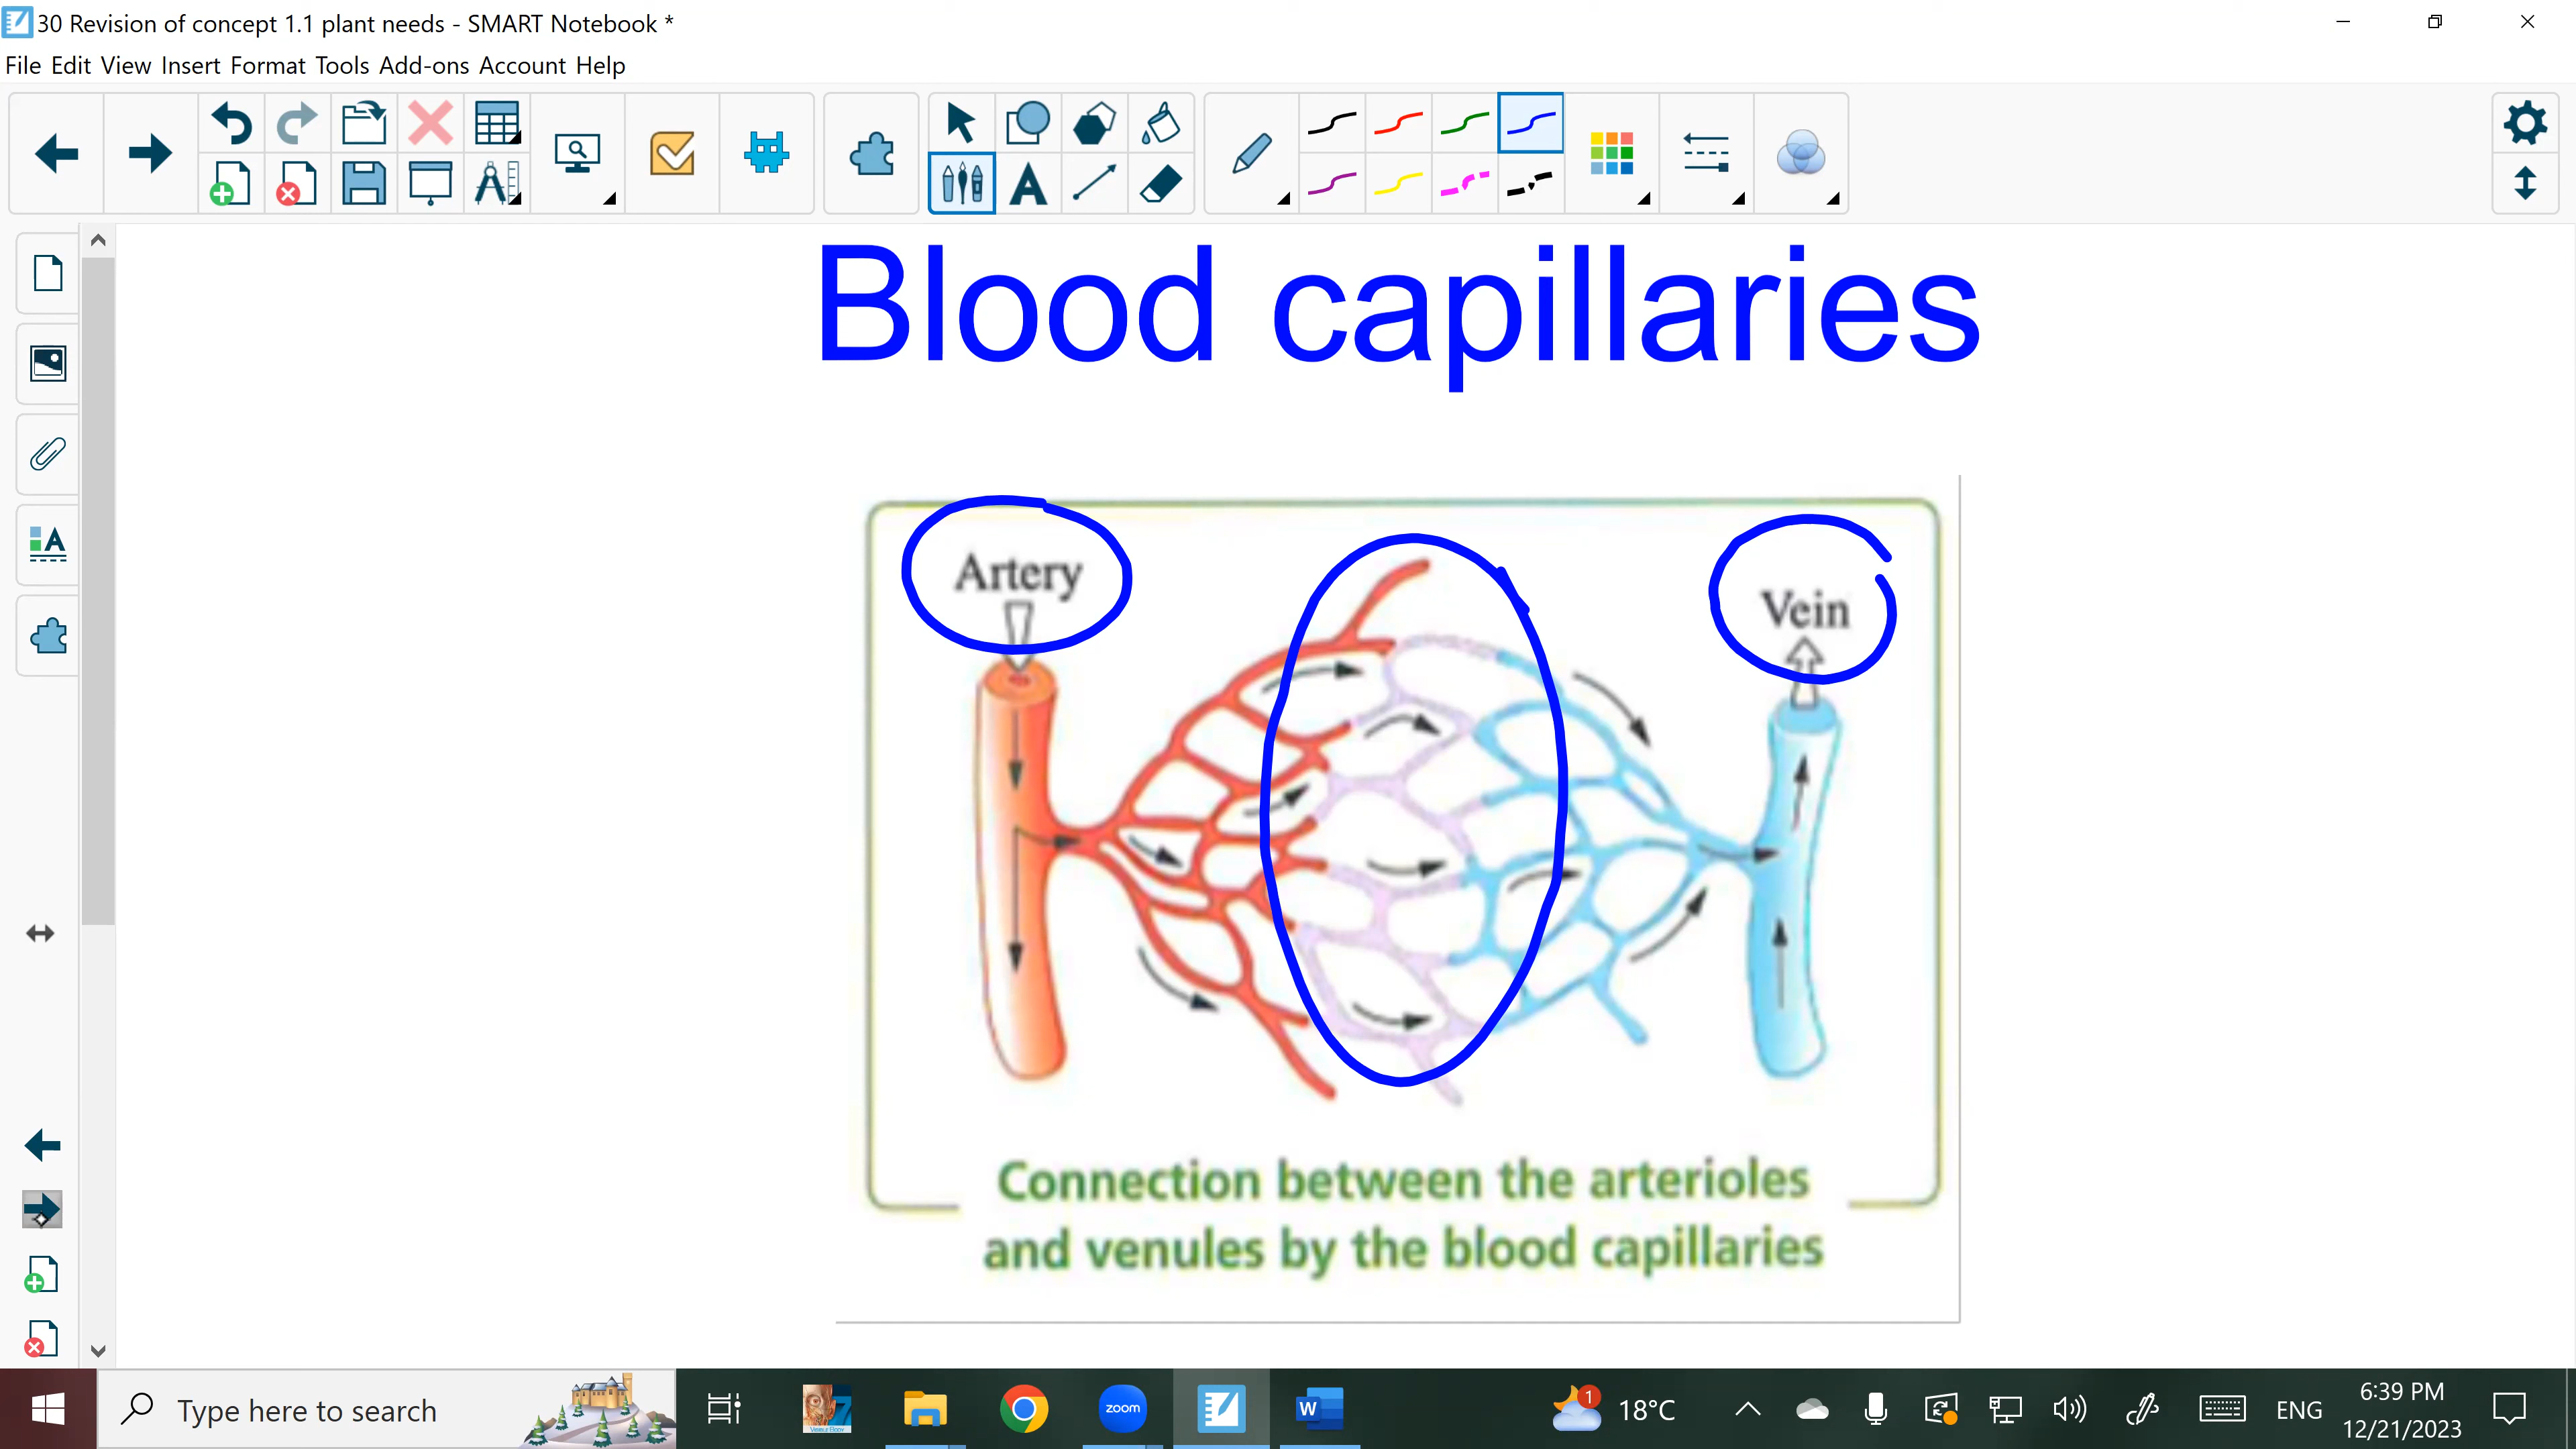 30 Revision of concept 1.1 plant needs - SMART Notebook *
File Edit View Insert Format Tools Add-ons Account Help
Blood capillaries
Artery
Vein
Connection between the arterioles
and venules by the blood capillaries
Type here to search
zoom
W
1
18°C
ENG
6:39 PM
12/21/2023